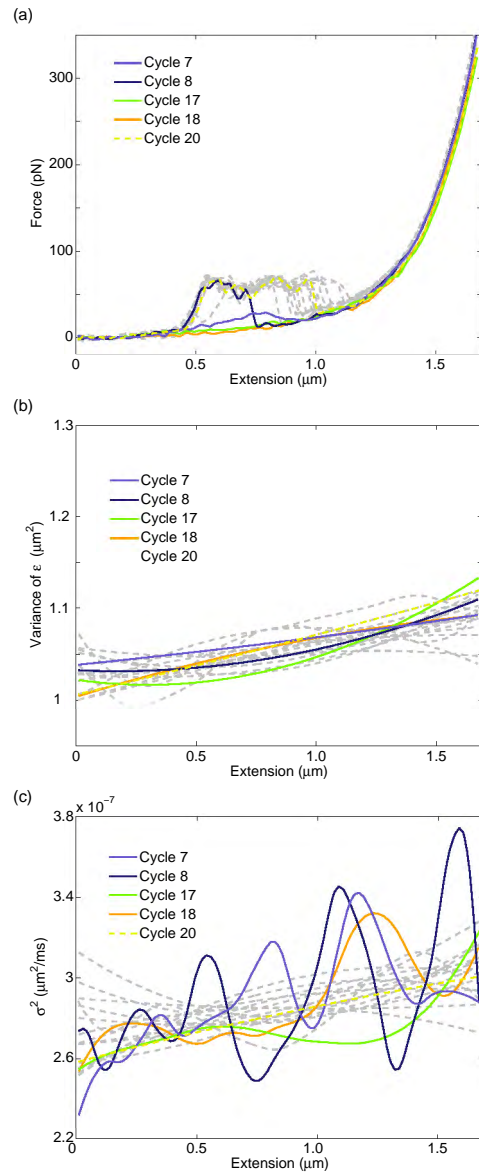 (a)
Force (pN)
300
200
100
0
Cycle 7
Cycle 8
Cycle 17
Cycle 18
Cycle 20
0 0.5 1.0 1.5
Extension (μm)
(b)
Variance of ε (μm²)
1.3
1.2
1.1
1
Cycle 7
Cycle 8
Cycle 17
Cycle 18
Cycle 20
0 0.5 1.0 1.5
Extension (μm)
(c)
3.8 x 10⁻⁷
σ² (μm²/ms)
3.4
3
2.6
2.2
Cycle 7
Cycle 8
Cycle 17
Cycle 18
Cycle 20
0 0.5 1.0 1.5
Extension (μm)